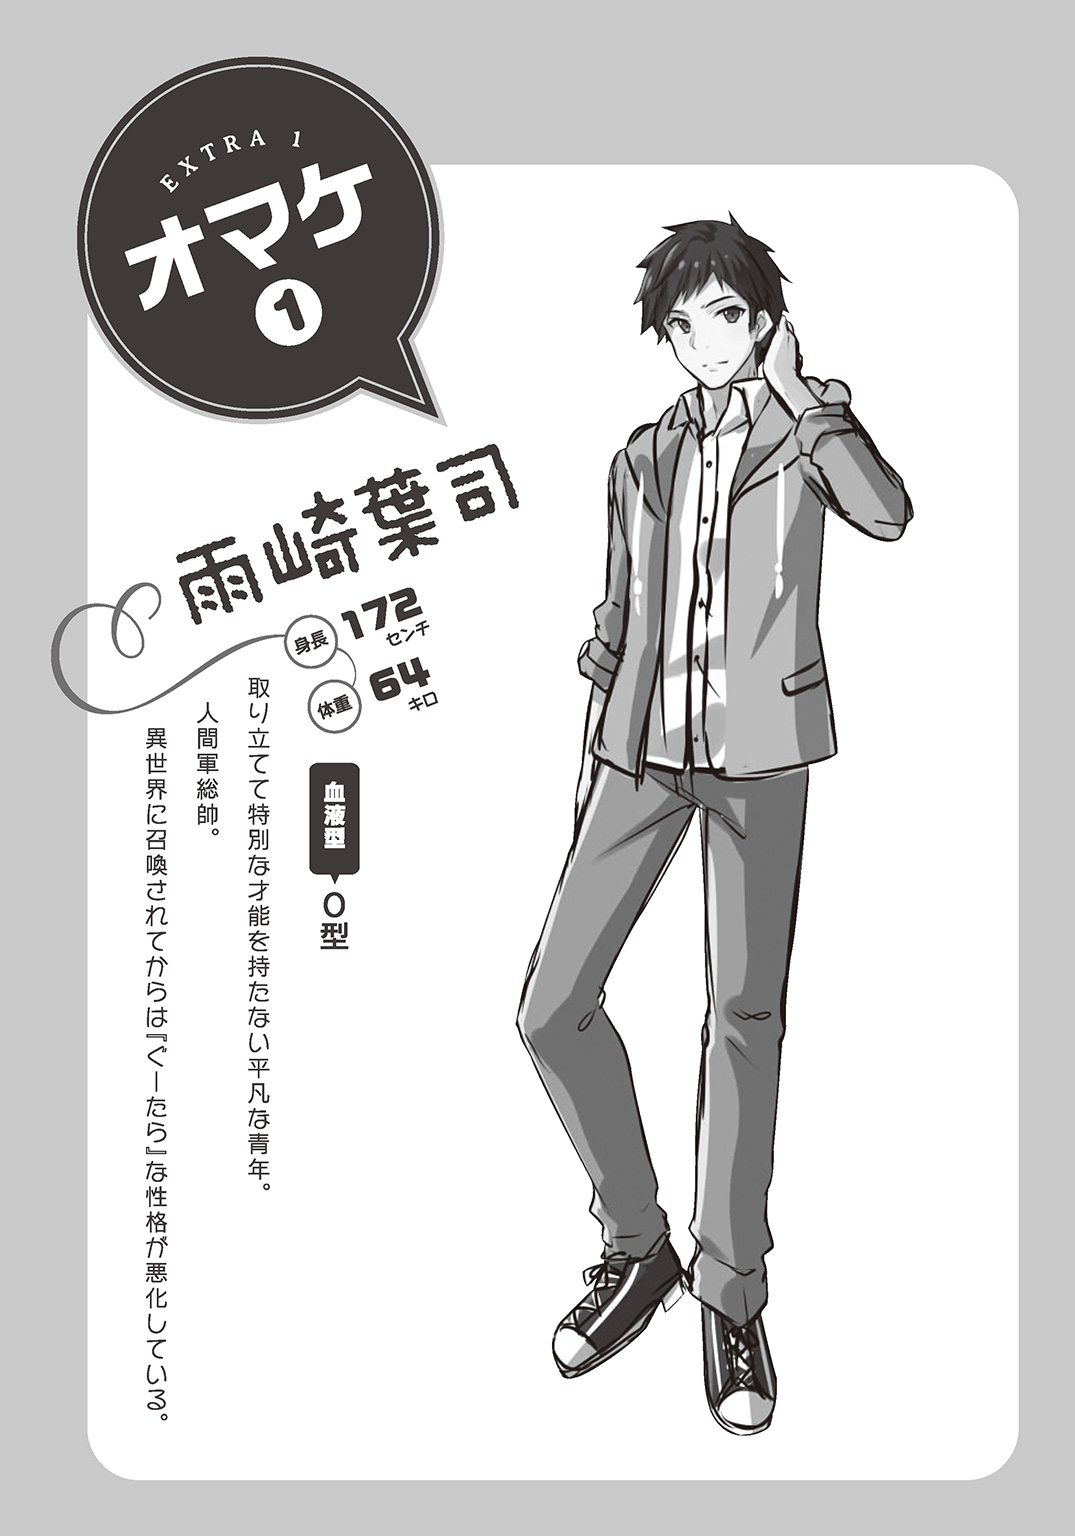 EXTRA 1
オマケ
1
雨崎葉司
身長
172
センチ
体重
64
キロ
血液型
O型
取り立てて特別な才能を持たない平凡な青年。
人間軍総帥。
異世界に召喚されてからは『ぐーたら』な性格が悪化している。